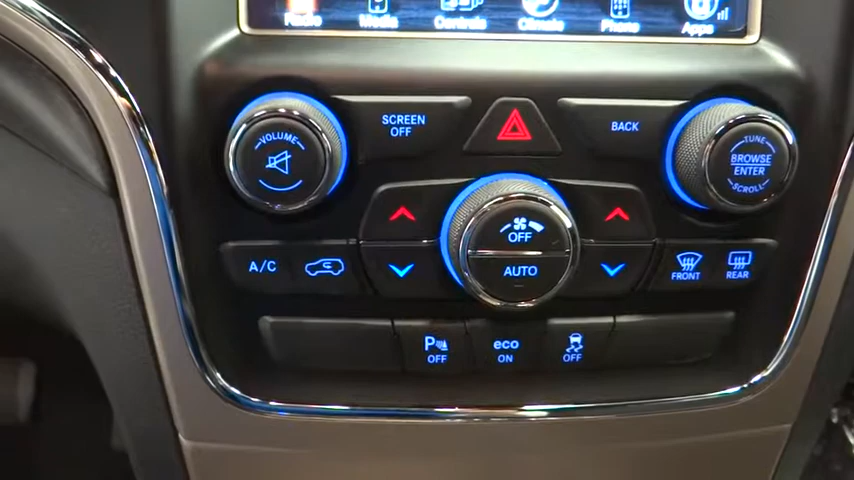 Radio Media Controls Climate Phone Apps
VOLUME
SCREEN
OFF
BACK
TUNE
BROWSE
ENTER
SCROLL
OFF
AUTO
A/C
FRONT
REAR
P
OFF
eco
ON
OFF